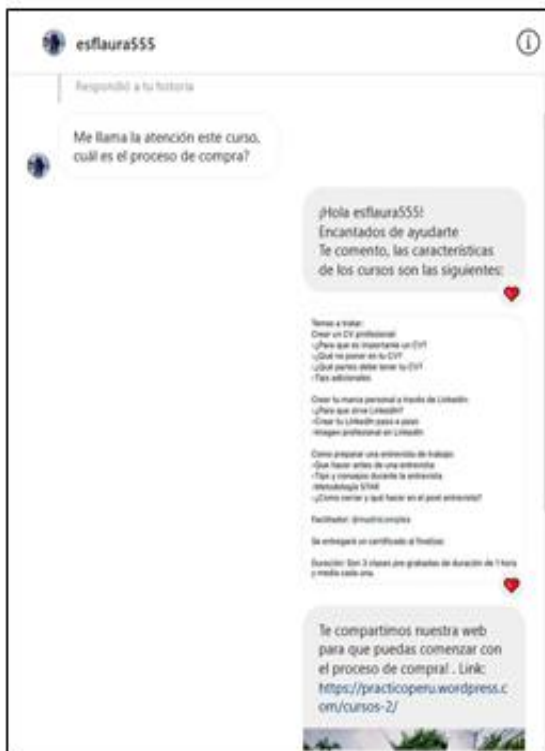 esflaura555
Respondió a tu historia
Me llama la atención este curso,
cuál es el proceso de compra?
¡Hola esflaura555!
Encantados de ayudarte
Te comento, las características
de los cursos son las siguientes:
Temas a tratar:
Crear un CV profesional
-¿Para que es importante un CV?
-¿Qué no poner en tu CV?
-¿Qué partes debe tener tu CV?
-Tips adicionales
Crear tu marca personal a través de LinkedIn
-¿Para que sirve LinkedIn?
-Crear tu LinkedIn paso a paso
-Imagen profesional en LinkedIn
Como preparar una entrevista de trabajo
-Que hacer antes de una entrevista
-Tips y consejos durante la entrevista
-Metodología STAR
-¿Cómo cerrar y qué hacer en el post entrevista?
Facilitador:
Se entregará un certificado al finalizar.
Duración: Son 3 clases pre grabadas de duración de 1 hora
y media cada una.
Te compartimos nuestra web
para que puedas comenzar con
el proceso de compra! . Link:
https://practicoperu.wordpress.c
om/cursos-2/